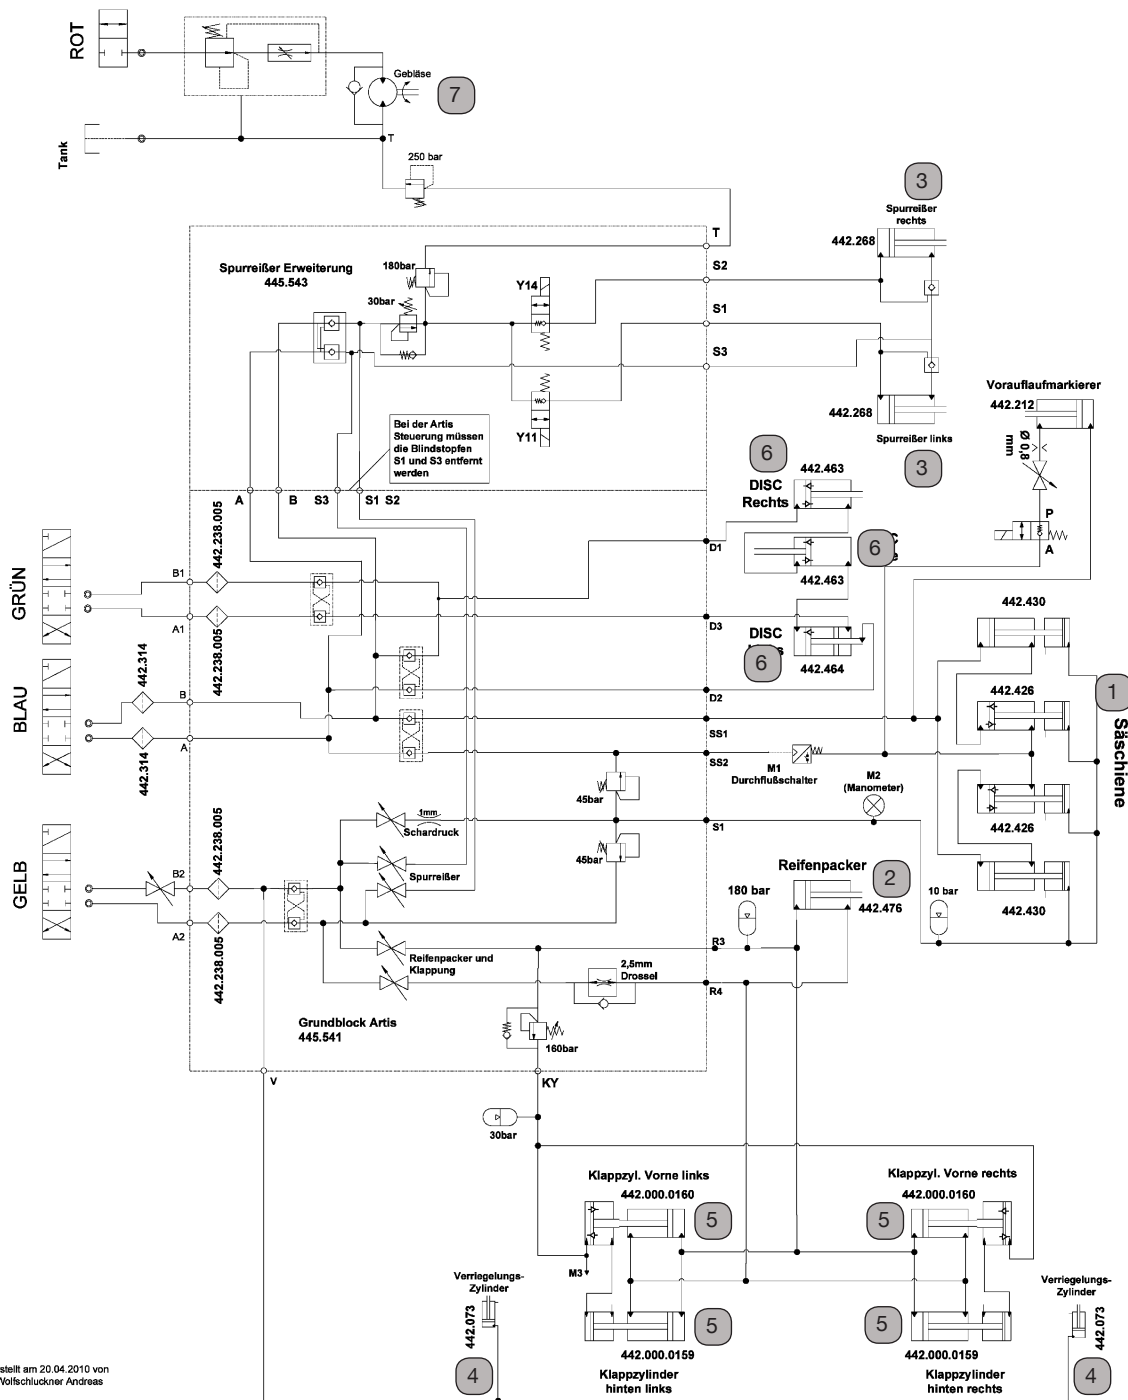 ROT
Gebläse
7
Tank
T
250 bar
3
Spurreißer
rechts
442.268
T
Spurreißer Erweiterung
445.543
180bar
S2
Y14
30bar
S1
S3
Vorauflaufmarkierer
442.212
442.268
Ø 0,8
mm
Bei der Artis
Steuerung müssen
die Blindstopfen
S1 und S3 entfernt
werden
Y11
Spurreißer links
3
6
442.463
DISC
Rechts
A
B
S3
S1 S2
P
A
442.238.005
D1
6
442.463
GRÜN
B1
A1
442.238.005
D3
DISC
6
442.464
442.430
BLAU
442.314
B
A
442.314
D2
442.426
1
Säschiene
SS1
SS2
M1
Durchflußschalter
M2
(Manometer)
45bar
442.426
GELB
442.238.005
1mm
Schardruck
S1
45bar
B2
Spurreißer
Reifenpacker
2
442.476
180 bar
10 bar
442.430
A2
442.238.005
R3
Reifenpacker und
Klappung
2,5mm
Drossel
R4
Grundblock Artis
445.541
160bar
V
KY
30bar
Klappzyl. Vorne links
442.000.0160
5
Klappzyl. Vorne rechts
442.000.0160
5
M3
Verriegelungs-
Zylinder
442.073
4
5
442.000.0159
Klappzylinder
hinten links
5
442.000.0159
Klappzylinder
hinten rechts
Verriegelungs-
Zylinder
442.073
4
stellt am 20.04.2010 von
Wolfschluckner Andreas